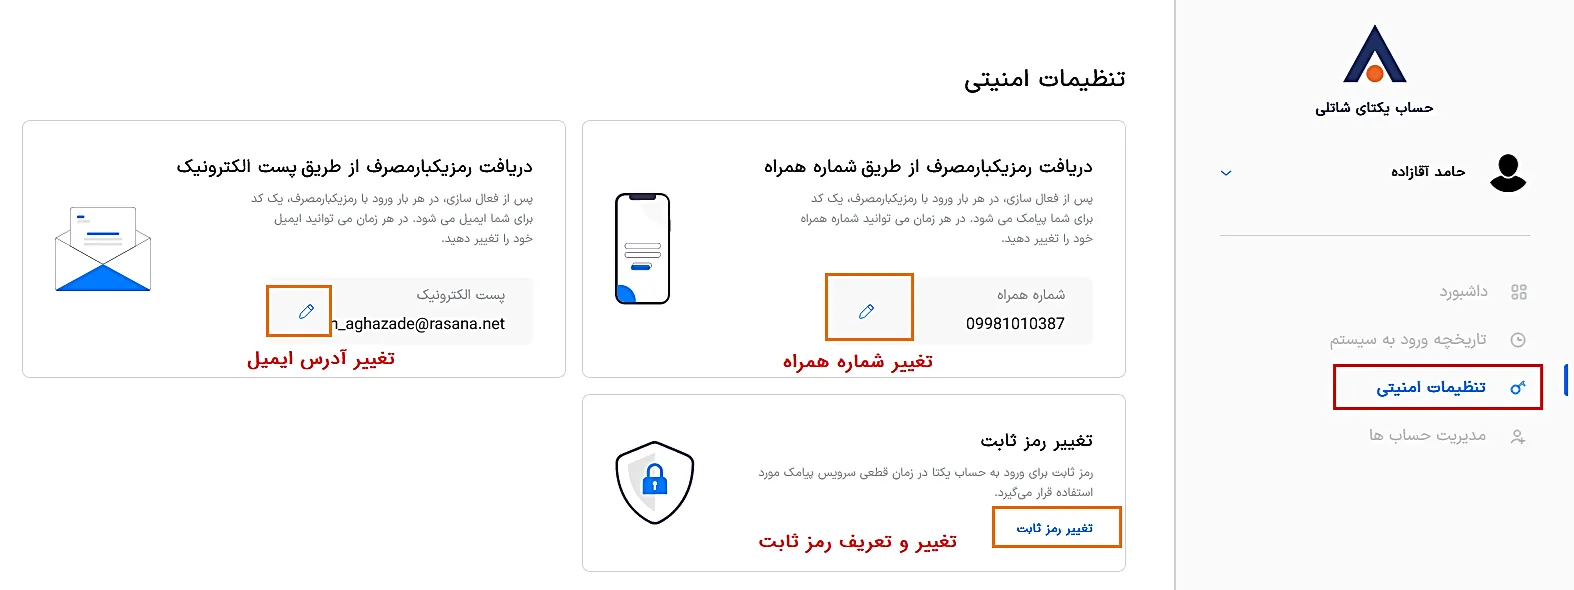 حساب یکتای شاتلی
حامد آقازاده
داشبورد
تاریخچه ورود به سیستم
تنظیمات امنیتی
مدیریت حساب ها
تنظیمات امنیتی
دریافت رمزیکبارمصرف از طریق شماره همراه
پس از فعال سازی، در هر بار ورود با رمزیکبارمصرف، یک کد
برای شما پیامک می شود. در هر زمان می توانید شماره همراه
خود را تغییر دهید.
شماره همراه
09981010387
تغییر شماره همراه
دریافت رمزیکبارمصرف از طریق پست الکترونیک
پس از فعال سازی، در هر بار ورود با رمزیکبارمصرف، یک کد
برای شما ایمیل می شود. در هر زمان می توانید ایمیل
خود را تغییر دهید.
پست الکترونیک
_aghazade@rasana.net
تغییر آدرس ایمیل
تغییر رمز ثابت
رمز ثابت برای ورود به حساب یکتا در زمان قطعی سرویس پیامک مورد
استفاده قرار می‌گیرد.
تغییر رمز ثابت
تغییر و تعریف رمز ثابت